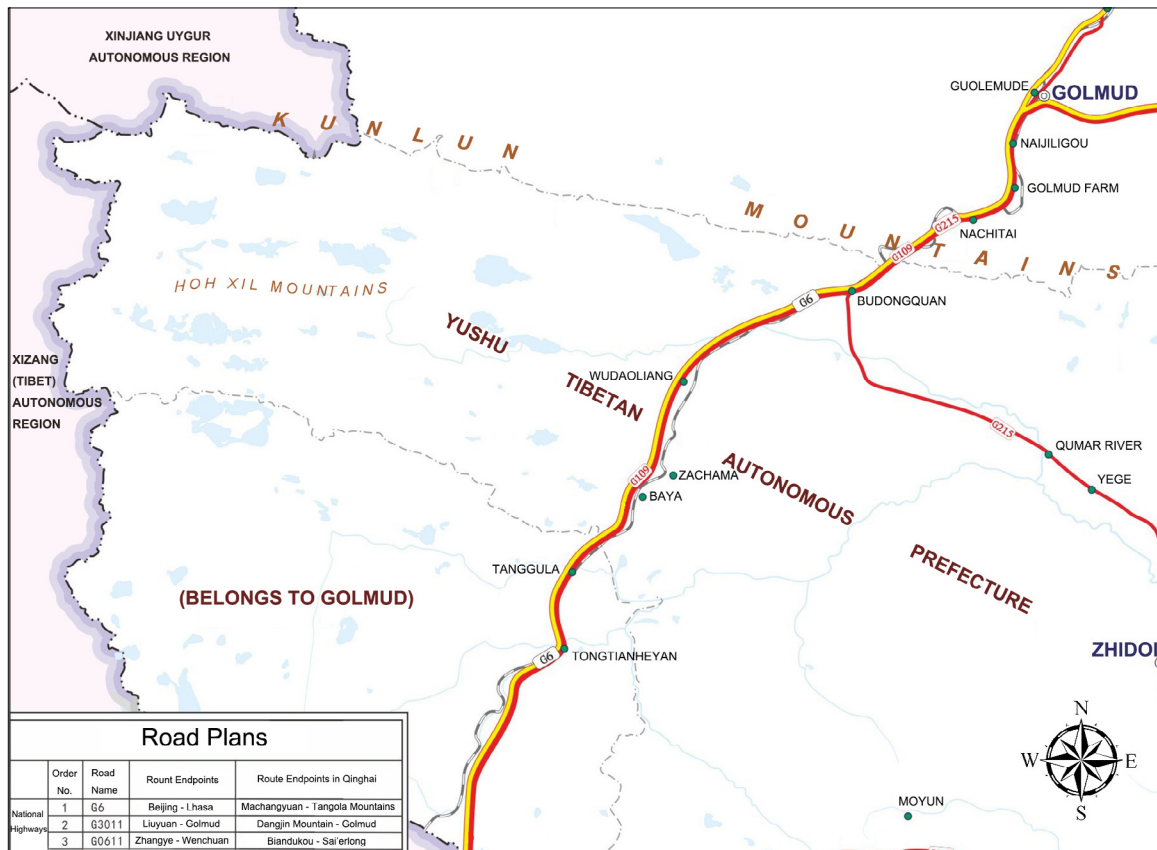 XINJIANG UYGUR
AUTONOMOUS REGION
GUOLEMUDE
GOLMUD
KUNLUN
NAIJILIGOU
GOLMUD FARM
MOUNTAINS
G215
NACHITAI
G109
HOH XIL MOUNTAINS
BUDONGQUAN
G6
YUSHU
XIZANG
(TIBET)
AUTONOMOUS
REGION
WUDAOLIANG
TIBETAN
G215
QUMAR RIVER
AUTONOMOUS
G109
ZACHAMA
YEGE
BAYA
PREFECTURE
TANGGULA
(BELONGS TO GOLMUD)
ZHIDOI
G6
TONGTIANHEYAN
N
W
E
S
MOYUN
Road Plans
Order No. Road Name Rount Endpoints Route Endpoints in Qinghai
National Highways
1 G6 Beijing - Lhasa Machangyuan - Tangola Mountains
2 G3011 Liuyuan - Golmud Dangjin Mountain - Golmud
3 G0611 Zhangye - Wenchuan Biandukou - Sai'erlong